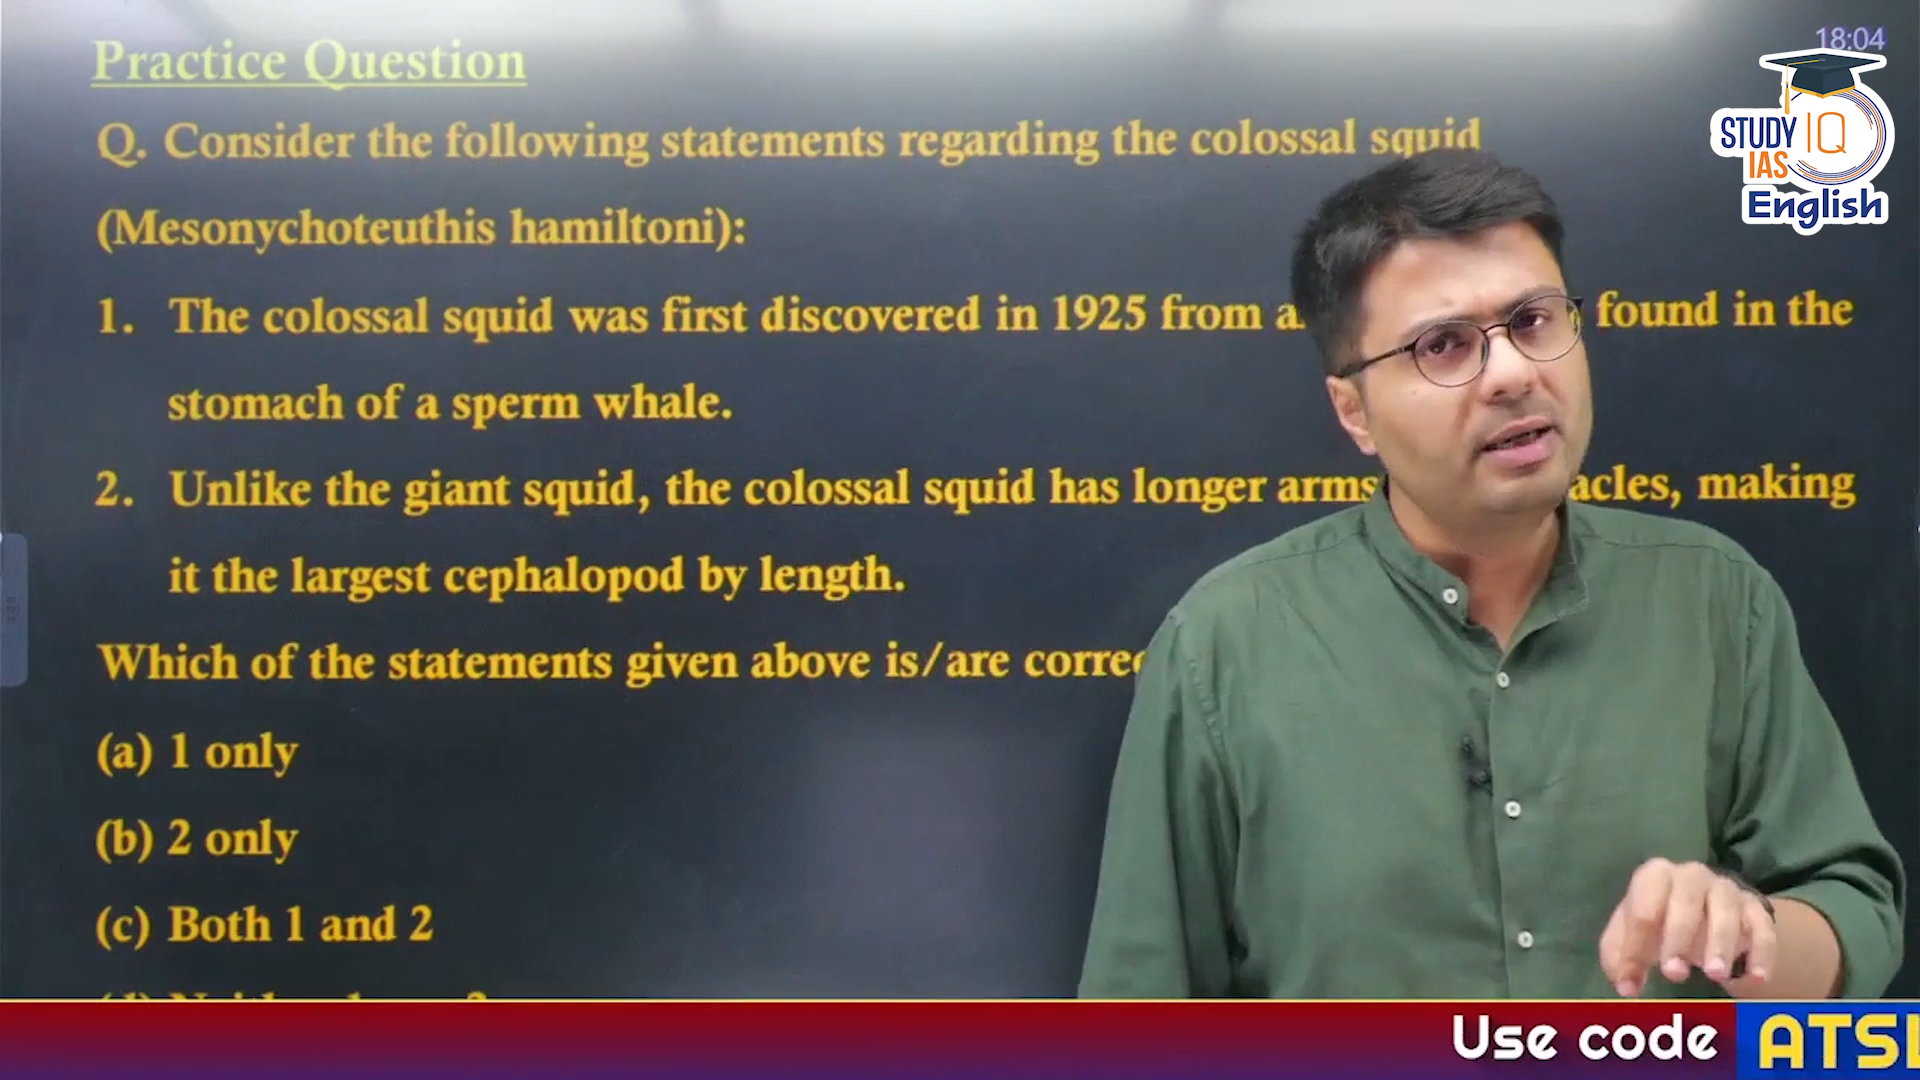 Practice Question
18:04
STUDY IQ
IAS
English
Q. Consider the following statements regarding the colossal squid
(Mesonychoteuthis hamiltoni):
1. The colossal squid was first discovered in 1925 from found in the
stomach of a sperm whale.
2. Unlike the giant squid, the colossal squid has longer arms making
it the largest cephalopod by length.
Which of the statements given above is/are
(a) 1 only
(b) 2 only
(c) Both 1 and 2
Use code